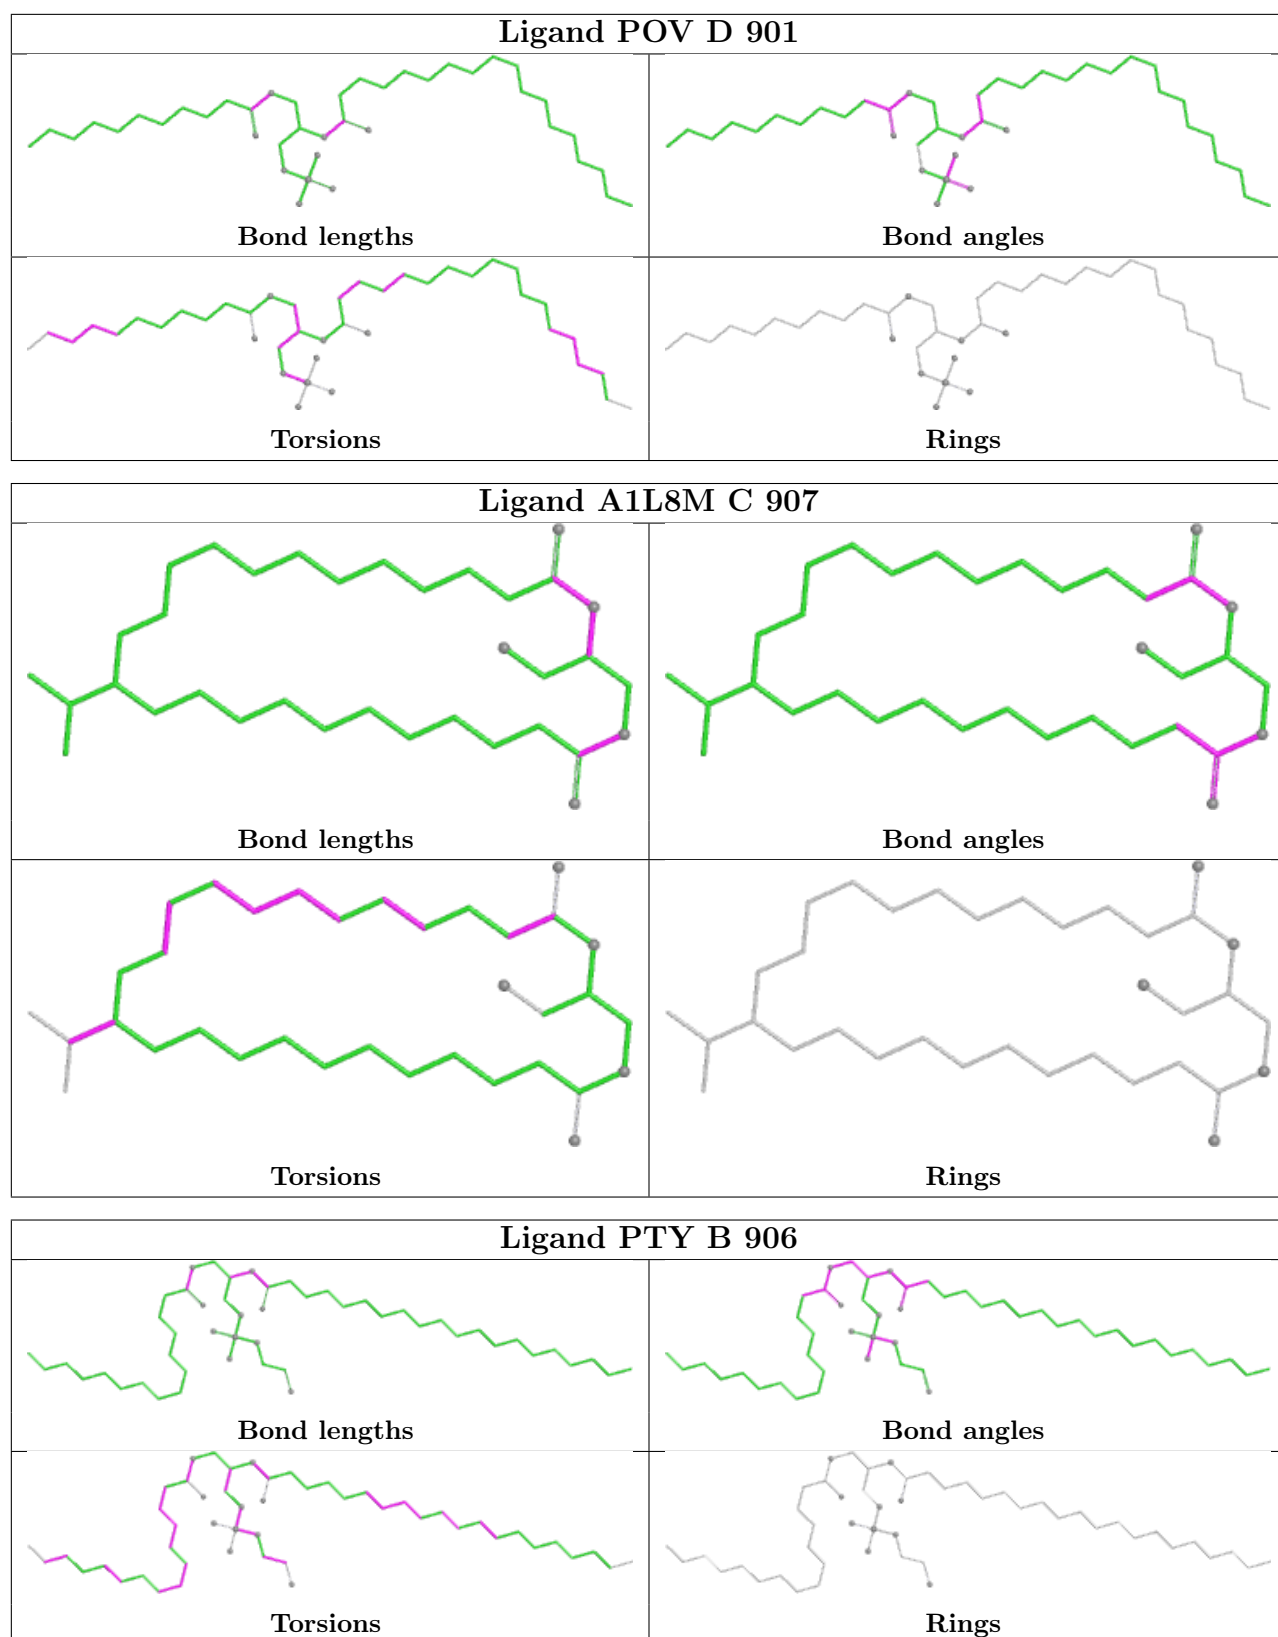 Ligand POV D 901
Bond lengths
Bond angles
Torsions
Rings
Ligand A1L8M C 907
Bond lengths
Bond angles
Torsions
Rings
Ligand PTY B 906
Bond lengths
Bond angles
Torsions
Rings